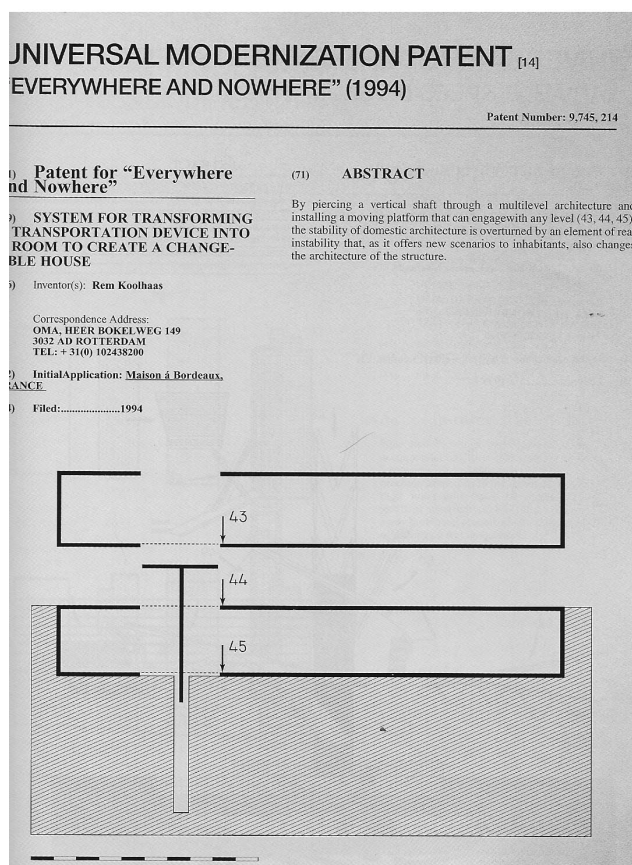 UNIVERSAL MODERNIZATION PATENT [14]
EVERYWHERE AND NOWHERE” (1994)
Patent Number: 9,745, 214
) Patent for “Everywhere
nd Nowhere”
) SYSTEM FOR TRANSFORMING
TRANSPORTATION DEVICE INTO
ROOM TO CREATE A CHANGE-
BLE HOUSE
) Inventor(s): Rem Koolhaas
Correspondence Address:
OMA, HEER BOKELWEG 149
3032 AD ROTTERDAM
TEL: + 31(0) 102438200
) InitialApplication: Maison á Bordeaux,
RANCE
) Filed:.....................1994
(71) ABSTRACT
By piercing a vertical shaft through a multilevel architecture and
installing a moving platform that can engagewith any level (43, 44, 45)
the stability of domestic architecture is overturned by an element of rea
instability that, as it offers new scenarios to inhabitants, also changes
the architecture of the structure.
43
44
45